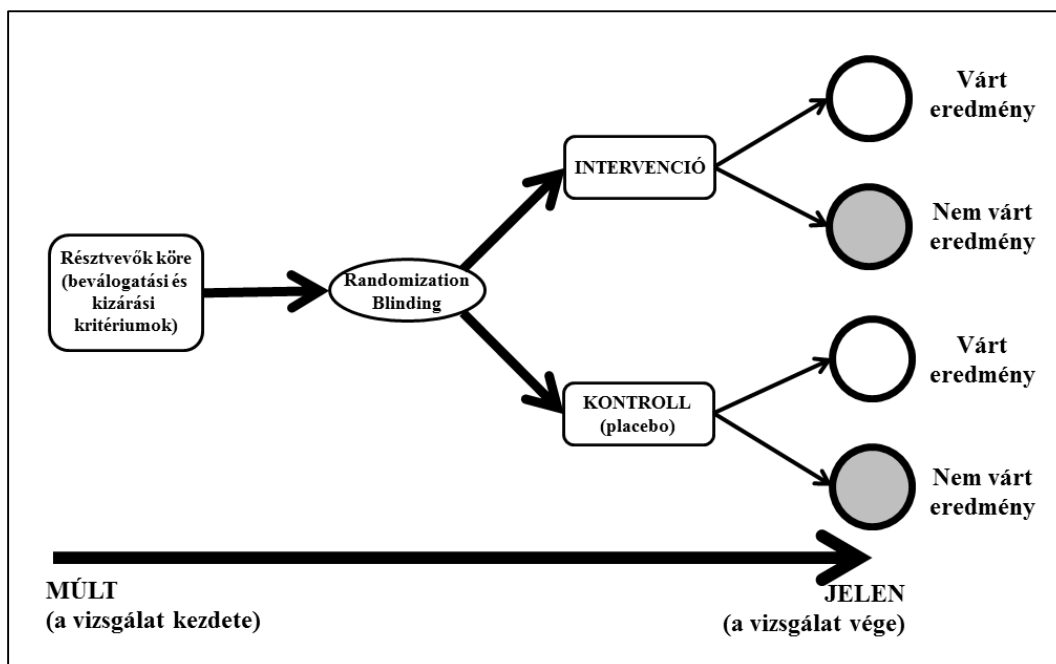 Résztvevők köre
(beválogatási és
kizárási
kritériumok)
Randomization
Blinding
INTERVENCIÓ
KONTROLL
(placebo)
Várt
eredmény
Nem várt
eredmény
Várt
eredmény
Nem várt
eredmény
MÚLT
(a vizsgálat kezdete)
JELEN
(a vizsgálat vége)